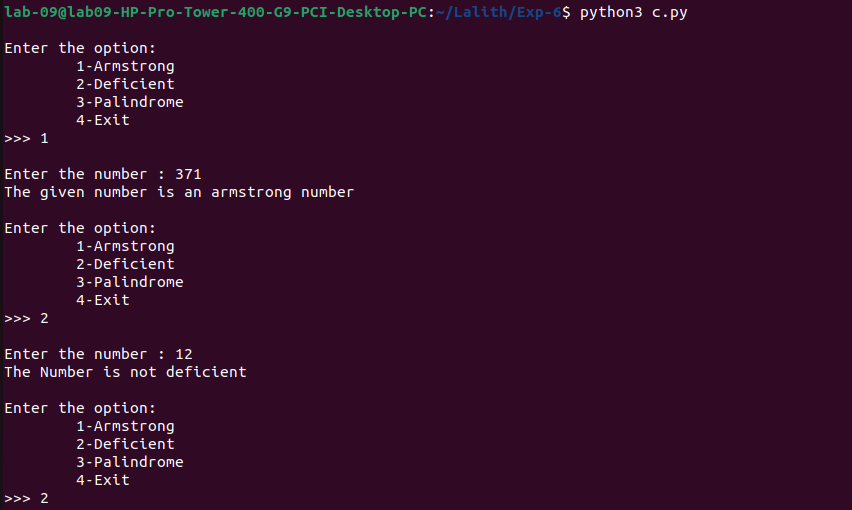 lab-09@lab09-HP-Pro-Tower-400-G9-PCI-Desktop-PC:~/Lalith/Exp-6$ python3 c.py
Enter the option:
1-Armstrong
2-Deficient
3-Palindrome
4-Exit
>>> 1
Enter the number : 371
The given number is an armstrong number
Enter the option:
1-Armstrong
2-Deficient
3-Palindrome
4-Exit
>>> 2
Enter the number : 12
The Number is not deficient
Enter the option:
1-Armstrong
2-Deficient
3-Palindrome
4-Exit
>>> 2